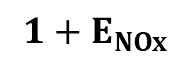 1 + E_NOx